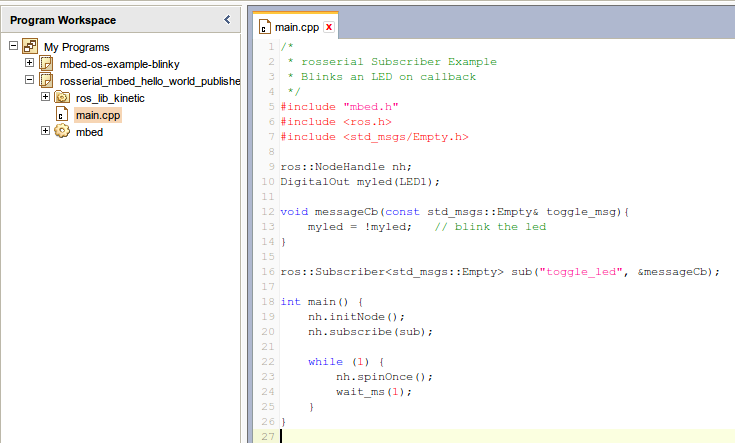 Program Workspace
<
My Programs
mbed-os-example-blinky
rosserial_mbed_hello_world_publishe
ros_lib_kinetic
main.cpp
mbed
main.cpp x
1 /*
2  * rosserial Subscriber Example
3  * Blinks an LED on callback
4  */
5 #include "mbed.h"
6 #include <ros.h>
7 #include <std_msgs/Empty.h>
8
9 ros::NodeHandle nh;
10 DigitalOut myled(LED1);
11
12 void messageCb(const std_msgs::Empty& toggle_msg){
13     myled = !myled;   // blink the led
14 }
15
16 ros::Subscriber<std_msgs::Empty> sub("toggle_led", &messageCb);
17
18 int main() {
19     nh.initNode();
20     nh.subscribe(sub);
21
22     while (1) {
23         nh.spinOnce();
24         wait_ms(1);
25     }
26 }
27